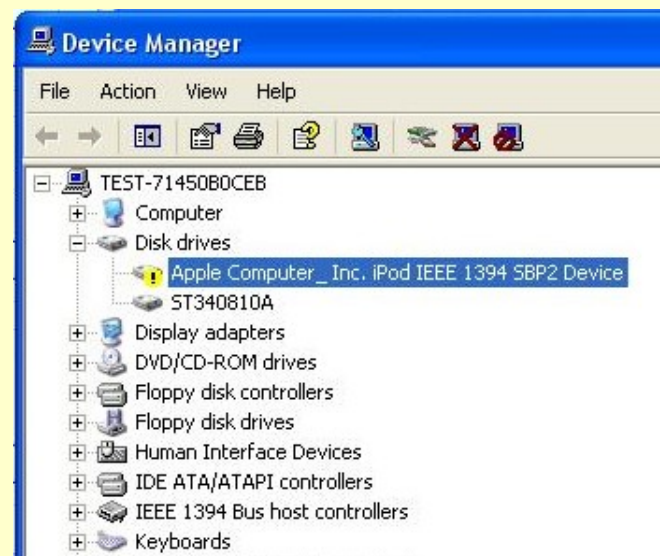 Device Manager
File Action View Help
TEST-71450B0CEB
Computer
Disk drives
Apple Computer_ Inc. iPod IEEE 1394 SBP2 Device
ST340810A
Display adapters
DVD/CD-ROM drives
Floppy disk controllers
Floppy disk drives
Human Interface Devices
IDE ATA/ATAPI controllers
IEEE 1394 Bus host controllers
Keyboards